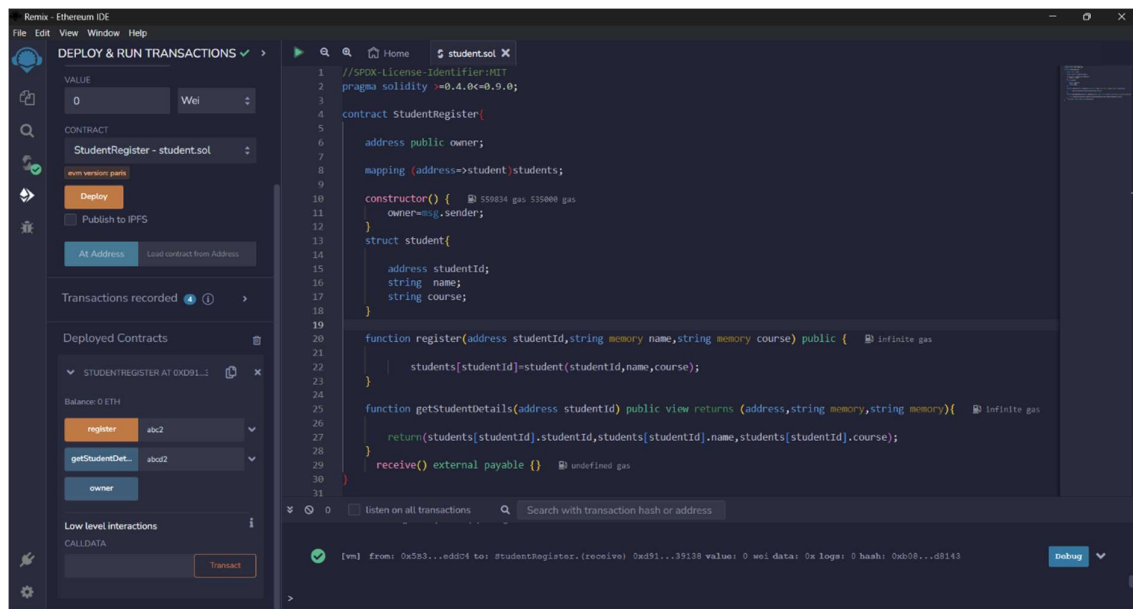 Remix - Ethereum IDE
File Edit View Window Help
DEPLOY & RUN TRANSACTIONS
VALUE
0 Wei
CONTRACT
StudentRegister - student.sol
evm version: paris
Deploy
Publish to IPFS
At Address Load contract from Address
Transactions recorded 4 i
Deployed Contracts
STUDENTREGISTER AT 0XD91...3
Balance: 0 ETH
register abc2
getStudentDet... abcd2
owner
Low level interactions i
CALLDATA
Transact
Home student.sol
1 //SPDX-License-Identifier:MIT
2 pragma solidity >=0.4.0<=0.9.0;
3
4 contract StudentRegister{
5
6 address public owner;
7
8 mapping (address=>student)students;
9
10 constructor() { 559834 gas 535000 gas
11 owner=msg.sender;
12 }
13 struct student{
14
15 address studentId;
16 string name;
17 string course;
18 }
19
20 function register(address studentId,string memory name,string memory course) public { infinite gas
21
22 students[studentId]=student(studentId,name,course);
23 }
24
25 function getStudentDetails(address studentId) public view returns (address,string memory,string memory){ infinite gas
26
27 return(students[studentId].studentId,students[studentId].name,students[studentId].course);
28 }
29 receive() external payable {} undefined gas
30 }
31
0 listen on all transactions Search with transaction hash or address
[vm] from: 0x5B3...eddC4 to: StudentRegister.(receive) 0xd91...39138 value: 0 wei data: 0x logs: 0 hash: 0xb08...d8143 Debug
>